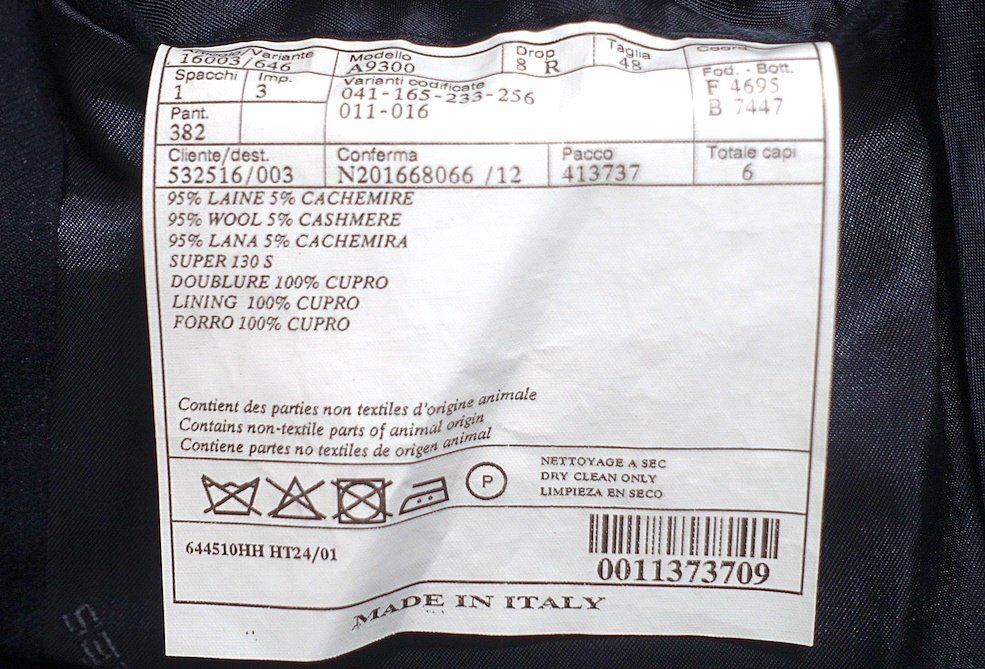 Articolo/Variante Modello Drop Taglia
16003/646 A9300 8 R 48
Spacchi Imp. Varianti codificate Fod. - Bott.
1 3 041-165-233-256 F 4695
011-016 B 7447
Pant.
382
Cliente/dest. Conferma Pacco Totale capi
532516/003 N201668066 /12 413737 6
95% LAINE 5% CACHEMIRE
95% WOOL 5% CASHMERE
95% LANA 5% CACHEMIRA
SUPER 130 S
DOUBLURE 100% CUPRO
LINING 100% CUPRO
FORRO 100% CUPRO
Contient des parties non textiles d'origine animale
Contains non-textile parts of animal origin
Contiene partes no textiles de origen animal
P
NETTOYAGE A SEC
DRY CLEAN ONLY
LIMPIEZA EN SECO
644510HH HT24/01
0011373709
MADE IN ITALY